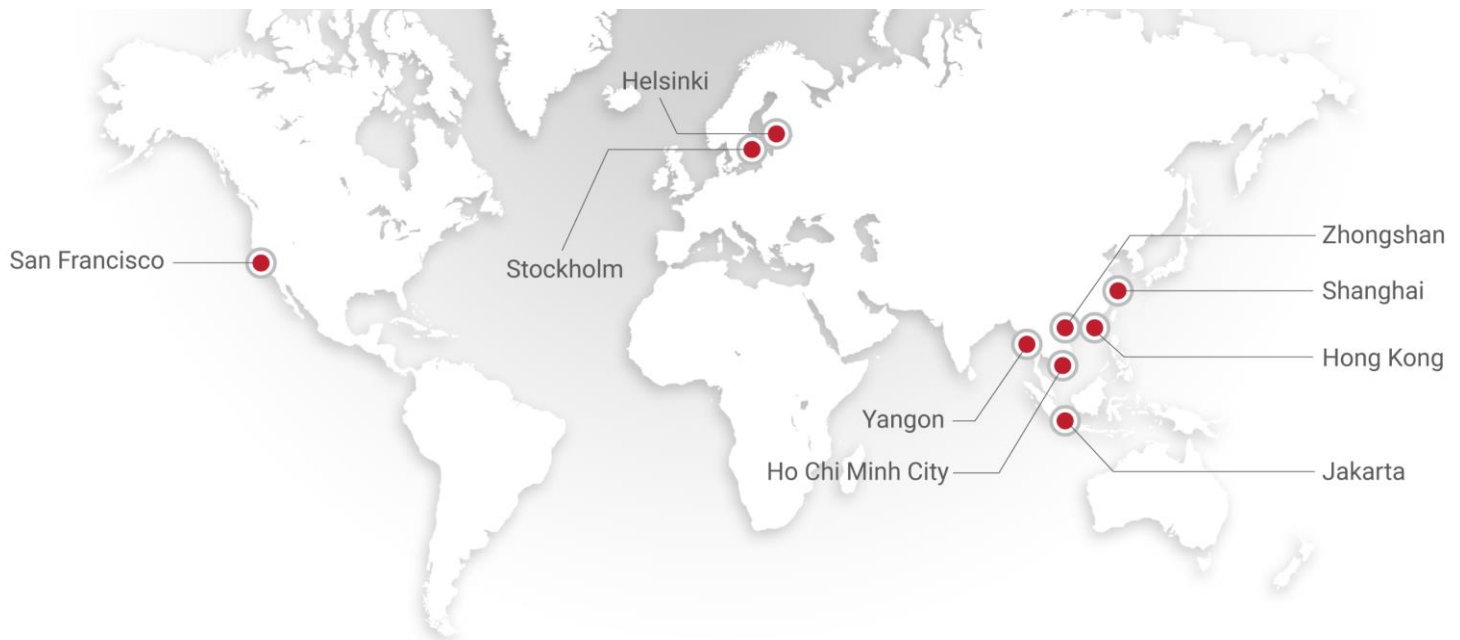 Helsinki
Stockholm
San Francisco
Zhongshan
Shanghai
Hong Kong
Yangon
Ho Chi Minh City
Jakarta